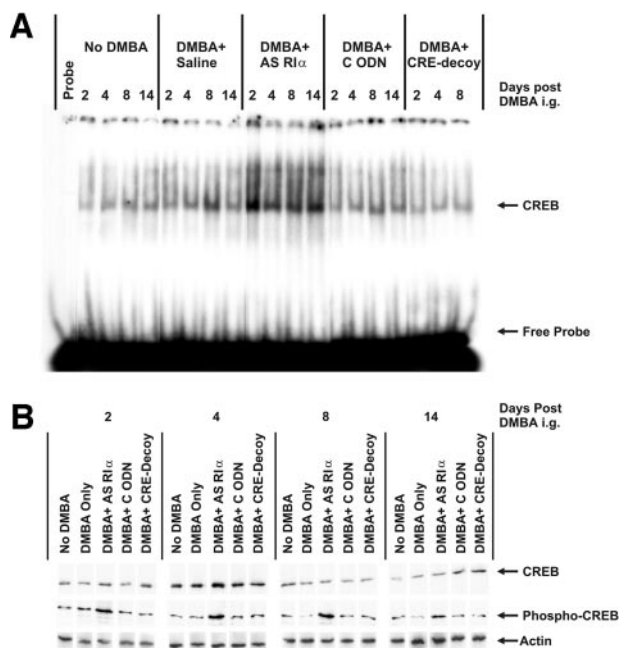 A
Probe
No DMBA
DMBA+ Saline
DMBA+ AS RIα
DMBA+ C ODN
DMBA+ CRE-decoy
2 4 8 14 2 4 8 14 2 4 8 14 2 4 8 14 2 4 8
Days post
DMBA i.g.
CREB
Free Probe
B
2 4 8 14
Days Post
DMBA i.g.
No DMBA
DMBA Only
DMBA+ AS RIα
DMBA+ C ODN
DMBA+ CRE-Decoy
No DMBA
DMBA Only
DMBA+ AS RIα
DMBA+ C ODN
DMBA+ CRE-Decoy
No DMBA
DMBA Only
DMBA+ AS RIα
DMBA+ C ODN
DMBA+ CRE-Decoy
No DMBA
DMBA Only
DMBA+ AS RIα
DMBA+ C ODN
DMBA+ CRE-Decoy
CREB
Phospho-CREB
Actin